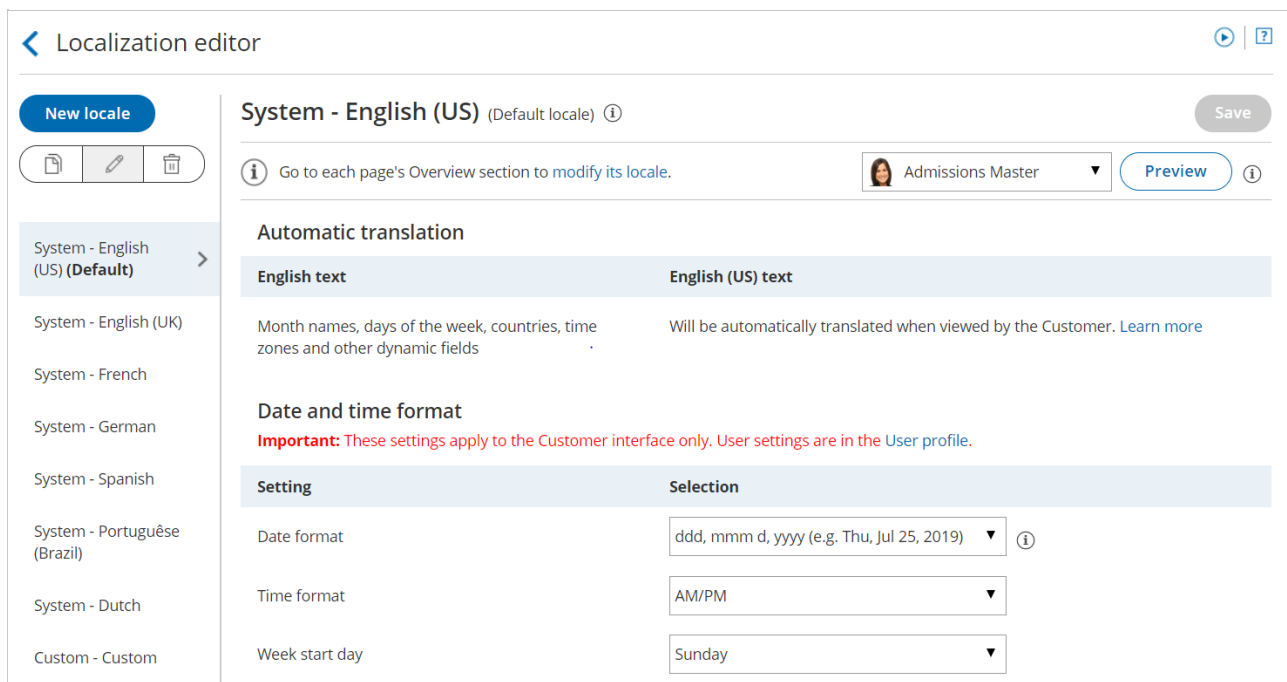 Localization editor
New locale
System - English (US) (Default locale)
Save
Go to each page's Overview section to modify its locale.
Admissions Master
Preview
System - English
(US) (Default)
System - English (UK)
System - French
System - German
System - Spanish
System - Portuguêse
(Brazil)
System - Dutch
Custom - Custom
Automatic translation
English text
English (US) text
Month names, days of the week, countries, time
zones and other dynamic fields
Will be automatically translated when viewed by the Customer. Learn more
Date and time format
Important: These settings apply to the Customer interface only. User settings are in the User profile.
Setting
Selection
Date format
ddd, mmm d, yyyy (e.g. Thu, Jul 25, 2019)
Time format
AM/PM
Week start day
Sunday